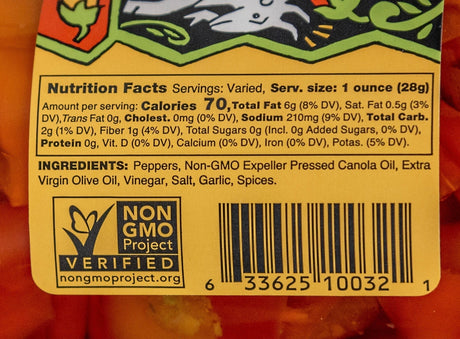 Nutrition Facts Servings: Varied, Serv. size: 1 ounce (28g)
Amount per serving: Calories 70, Total Fat 6g (8% DV), Sat. Fat 0.5g (3%
DV), Trans Fat 0g, Cholest. 0mg (0% DV), Sodium 210mg (9% DV), Total Carb.
2g (1% DV), Fiber 1g (4% DV), Total Sugars 0g (Incl. 0g Added Sugars, 0% DV),
Protein 0g, Vit. D (0% DV), Calcium (0% DV), Iron (0% DV), Potas. (5% DV).
INGREDIENTS: Peppers, Non-GMO Expeller Pressed Canola Oil, Extra
Virgin Olive Oil, Vinegar, Salt, Garlic, Spices.
NON
GMO
Project
VERIFIED
nongmoproject.org
6 33625 10032 1